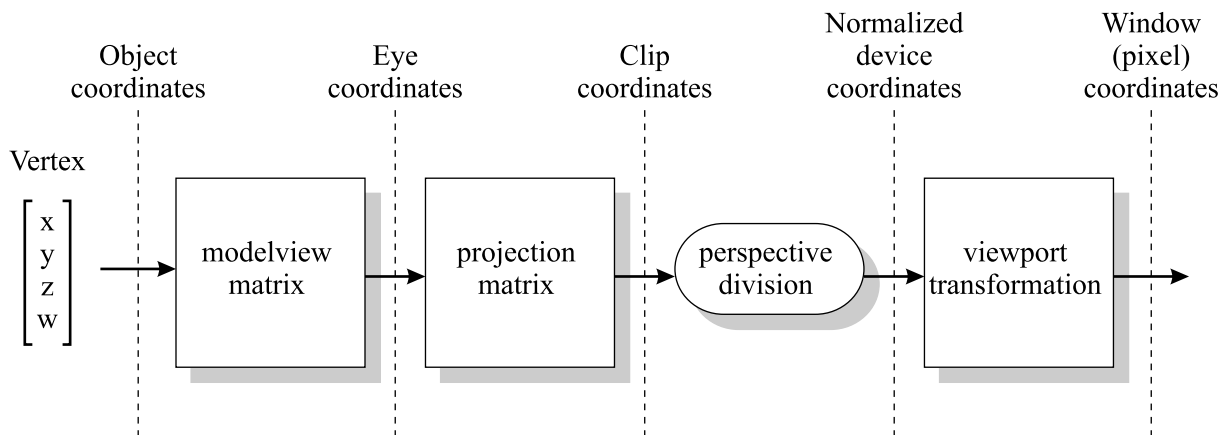 Object
coordinates
Eye
coordinates
Clip
coordinates
Normalized
device
coordinates
Window
(pixel)
coordinates
Vertex
x
y
z
w
modelview
matrix
projection
matrix
perspective
division
viewport
transformation